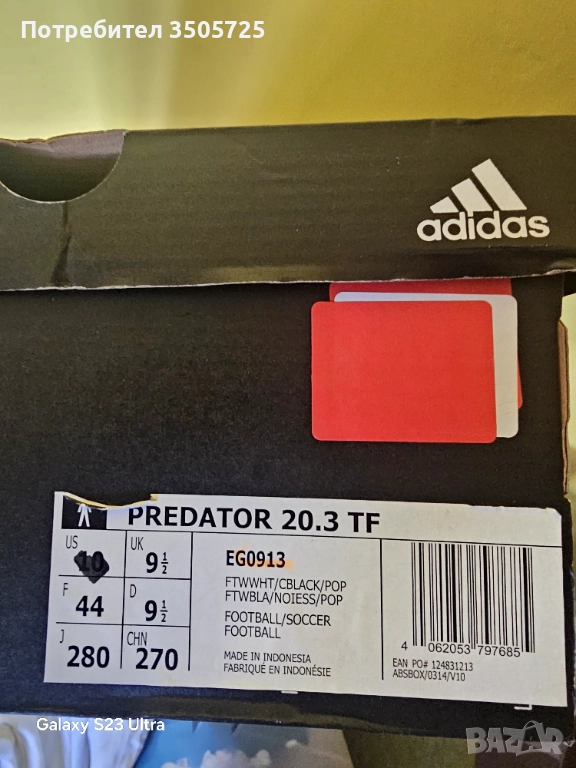 Потребител 3505725
adidas
PREDATOR 20.3 TF
US UK
10 9 1/2
F D
44 9 1/2
J CHN
280 270
EG0913
FTWWHT/CBLACK/POP
FTWBLA/NOIESS/POP
FOOTBALL/SOCCER
FOOTBALL
MADE IN INDONESIA
FABRIQUÉ EN INDONÉSIE
4 062053 797685
EAN PO# 124831213
ABSBOX/0314/V10
Galaxy S23 Ultra
BAZAR